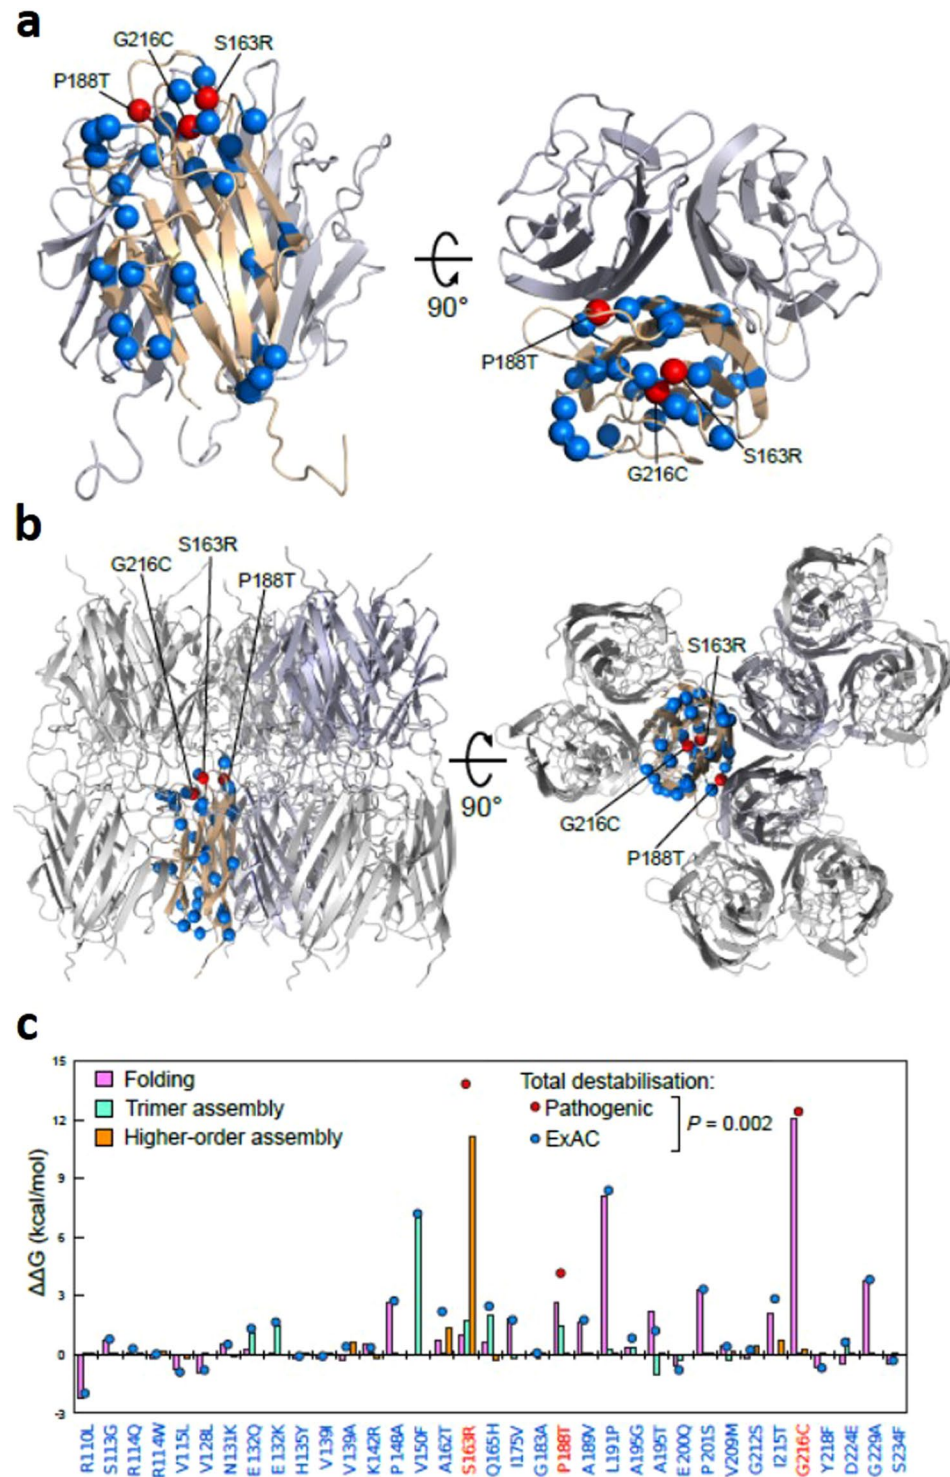 a
G216C
S163R
P188T
90°
P188T
G216C
S163R
b
G216C
S163R
P188T
90°
S163R
G216C
P188T
c
ΔΔG (kcal/mol)
15
12
9
6
3
0
-3
Folding
Trimer assembly
Higher-order assembly
Total destabilisation:
Pathogenic
ExAC
P = 0.002
R110L
S113G
R114Q
R114W
V115L
V128L
N131K
E132Q
E132K
H135Y
V139I
V139A
K142R
P148A
V150F
A162T
S163R
Q165H
I175V
G183A
P188T
A189V
L191P
A195G
A195T
E200Q
P201S
V209M
G212S
I215T
G216C
Y218F
D224E
G229A
S234F